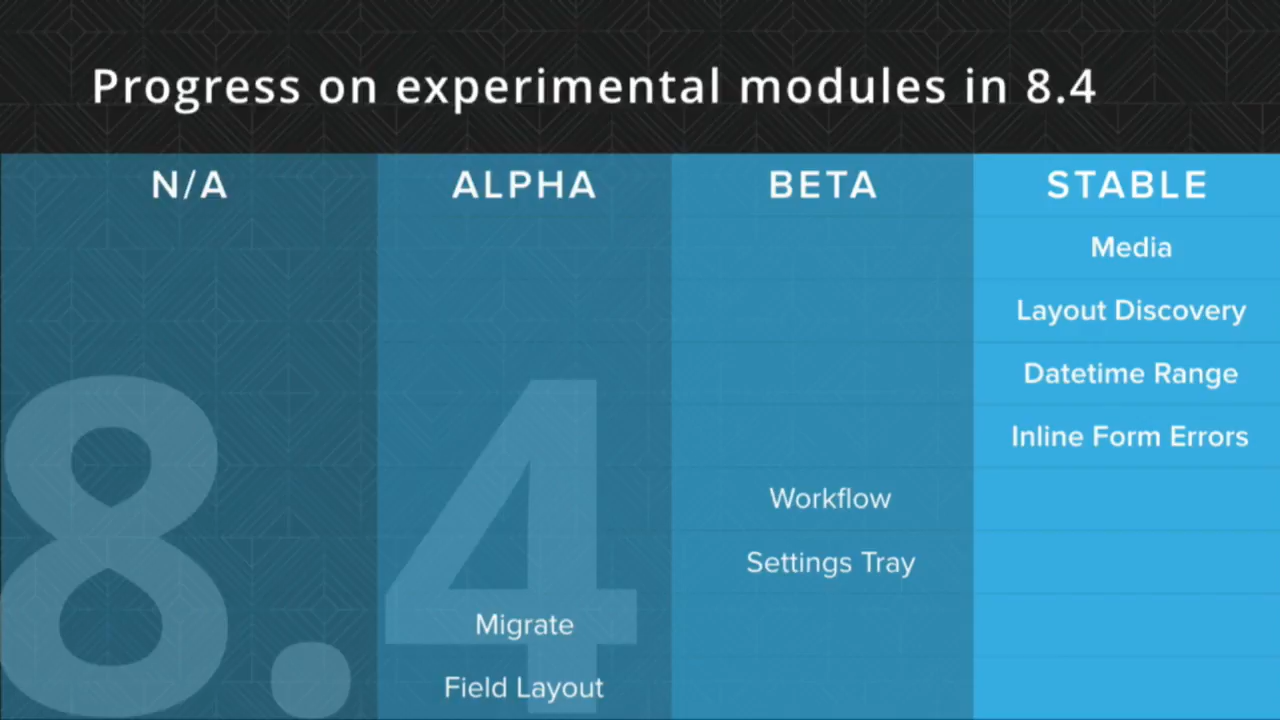 Progress on experimental modules in 8.4
N/A ALPHA BETA STABLE
Media
Layout Discovery
Datetime Range
Inline Form Errors
Workflow
Settings Tray
Migrate
Field Layout
8.4